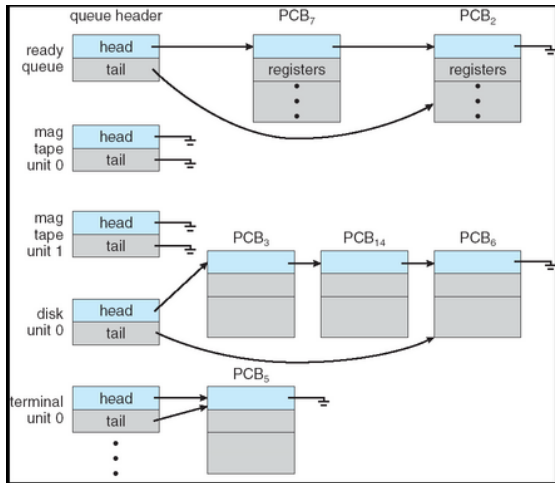 queue header PCB₇ PCB₂
ready queue
head
tail
registers
registers
mag tape unit 0
head
tail
mag tape unit 1
head
tail
PCB₃ PCB₁₄ PCB₆
disk unit 0
head
tail
PCB₅
terminal unit 0
head
tail